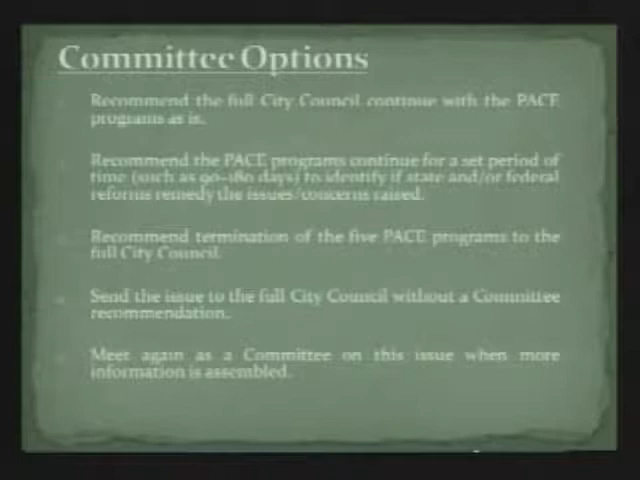 Committee Options
Recommend the full City Council continue with the PACE
programs as is.
Recommend the PACE programs continue for a set period of
time (such as 90-180 days) to identify if state and/or federal
reforms remedy the issues/concerns raised.
Recommend termination of the five PACE programs to the
full City Council.
Send the issue to the full City Council without a Committee
recommendation.
Meet again as a Committee on this issue when more
information is assembled.